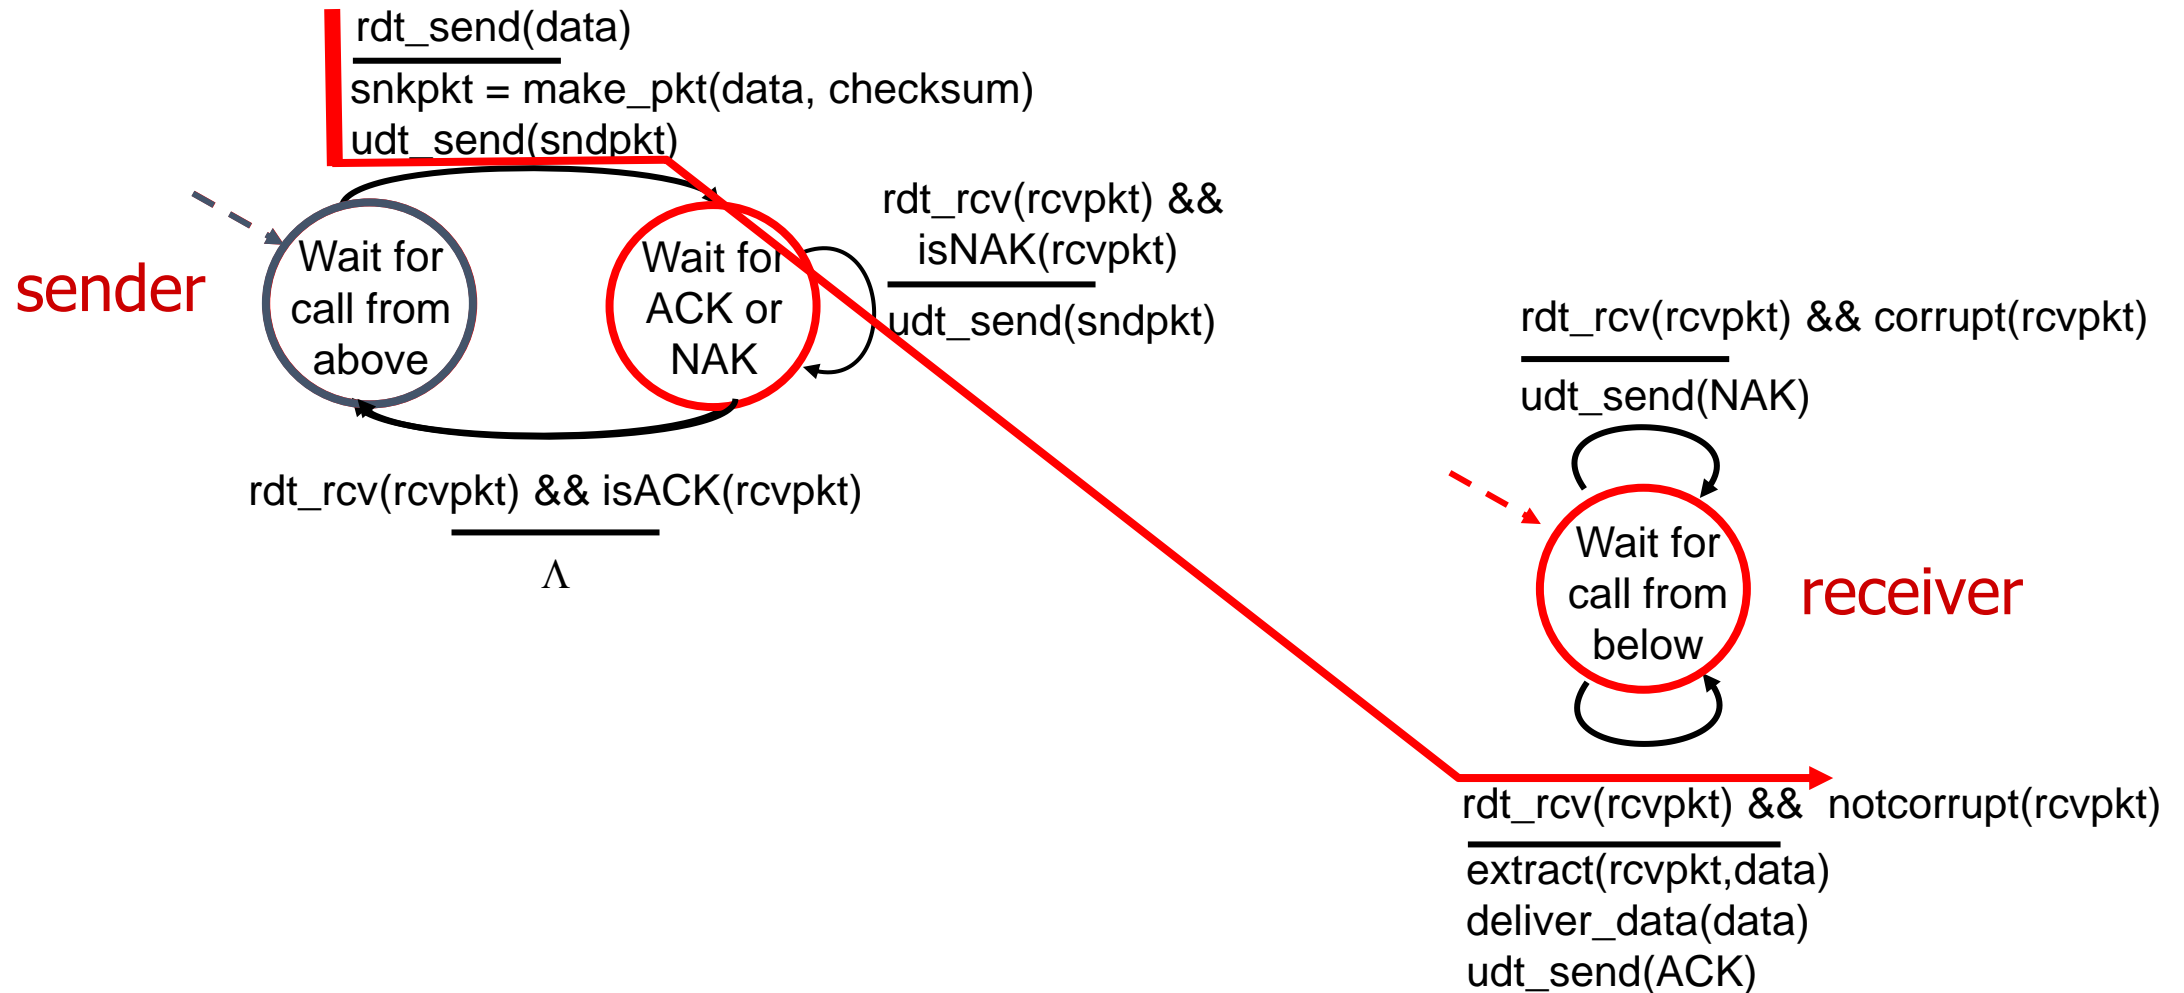 rdt_send(data)
snkpkt = make_pkt(data, checksum)
udt_send(sndpkt)
sender
Wait for
call from
above
Wait for
ACK or
NAK
rdt_rcv(rcvpkt) &&
isNAK(rcvpkt)
udt_send(sndpkt)
rdt_rcv(rcvpkt) && isACK(rcvpkt)
Λ
rdt_rcv(rcvpkt) && corrupt(rcvpkt)
udt_send(NAK)
Wait for
call from
below
receiver
rdt_rcv(rcvpkt) && notcorrupt(rcvpkt)
extract(rcvpkt,data)
deliver_data(data)
udt_send(ACK)